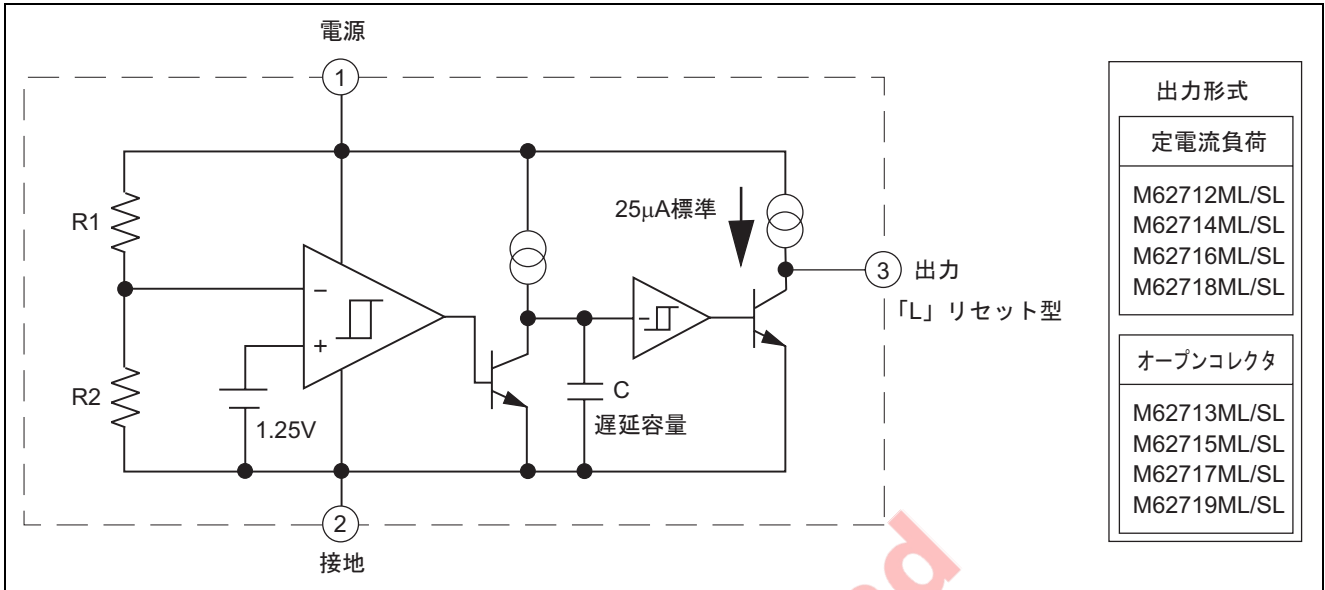 電源
1
R1
R2
−
+
1.25V
25μA標準
−
C
遅延容量
3 出力
「L」リセット型
2
接地
出力形式
定電流負荷
M62712ML/SL
M62714ML/SL
M62716ML/SL
M62718ML/SL
オープンコレクタ
M62713ML/SL
M62715ML/SL
M62717ML/SL
M62719ML/SL